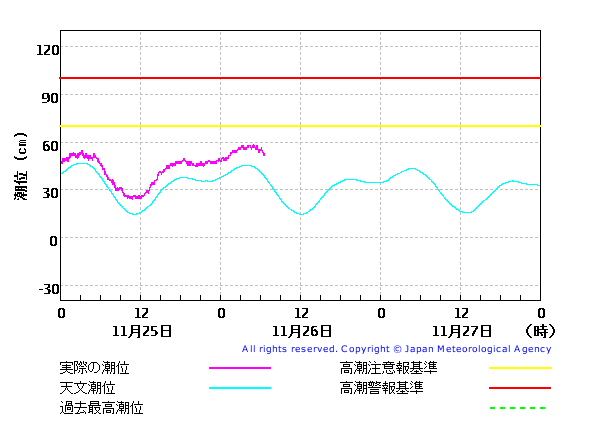 潮位 (cm)
120
90
60
30
0
-30
0 12 0 12 0 12 0
11月25日 11月26日 11月27日 (時)
All rights reserved. Copyright © Japan Meteorological Agency
実際の潮位 高潮注意報基準
天文潮位 高潮警報基準
過去最高潮位